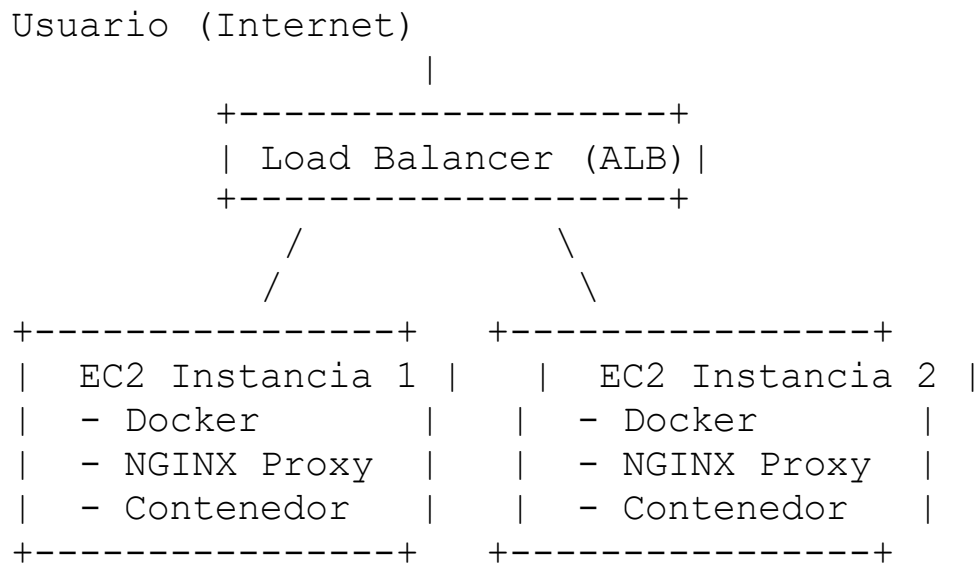 Usuario (Internet)
                  |
         +-------------------+
         | Load Balancer (ALB)|
         +-------------------+
            /           \
           /             \
+----------------+   +----------------+
|  EC2 Instancia 1 |   |  EC2 Instancia 2 |
|  - Docker       |   |  - Docker       |
|  - NGINX Proxy  |   |  - NGINX Proxy  |
|  - Contenedor   |   |  - Contenedor   |
+----------------+   +----------------+